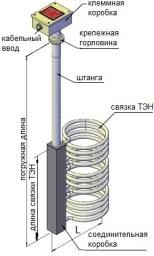 клеммная
коробка
кабельный
ввод
крепежная
горловина
штанга
погружная длина
длина связки ТЭН
связка ТЭН
L
соединительная
коробка